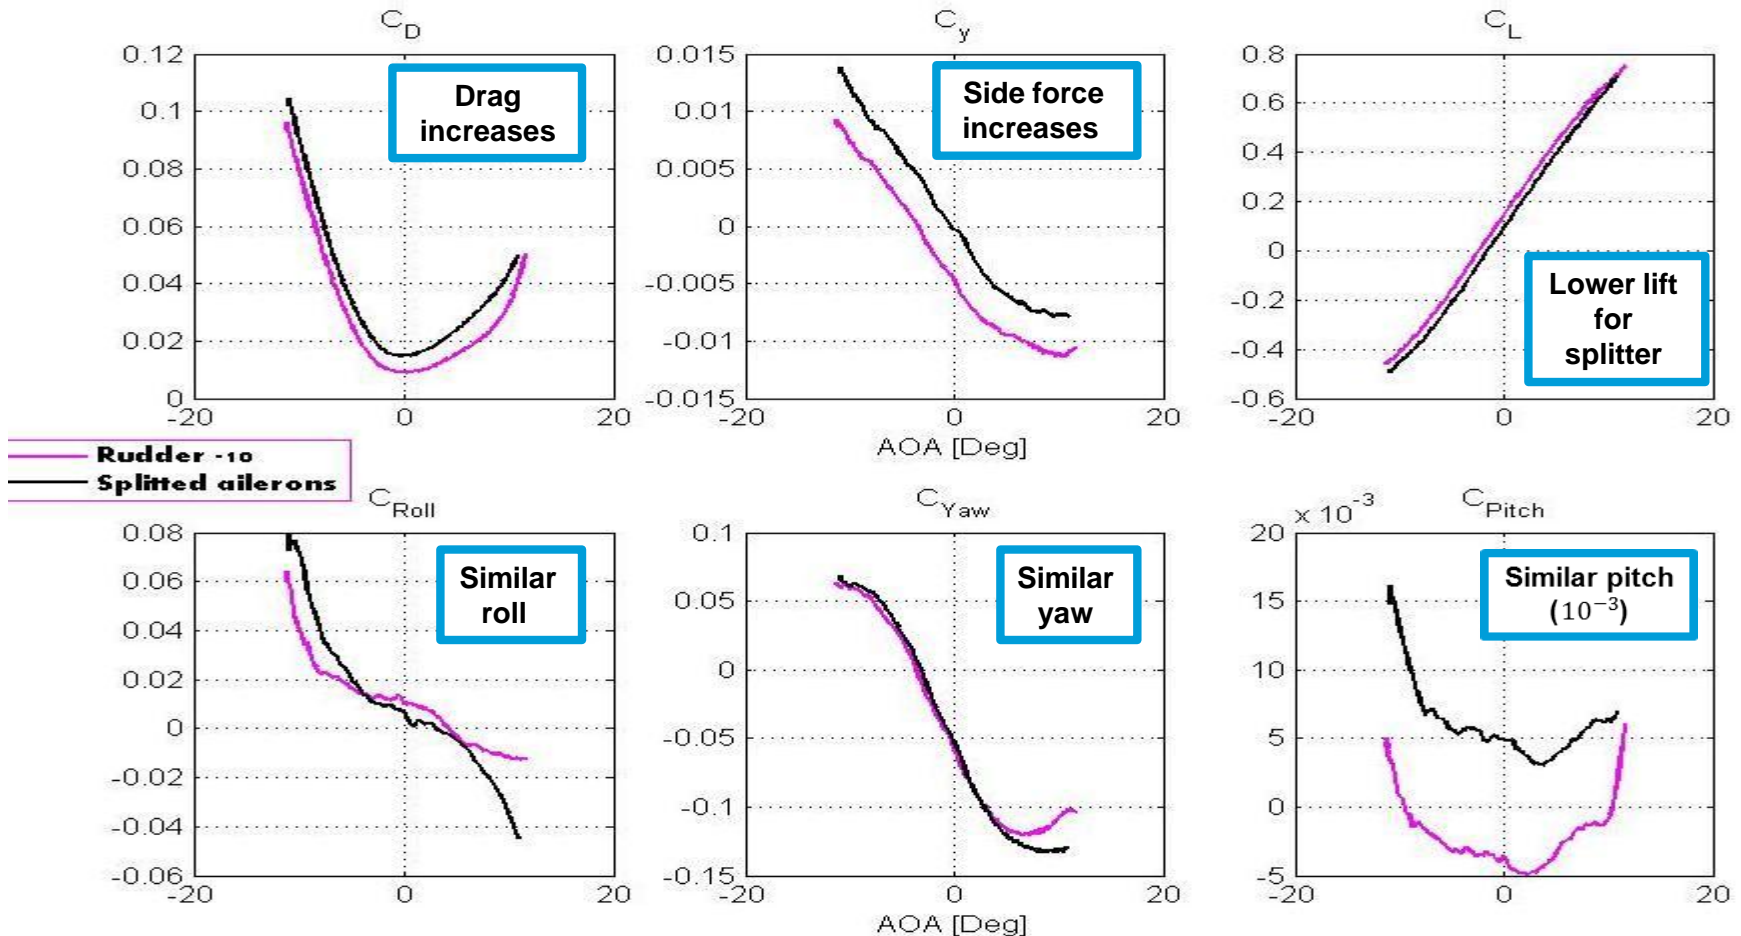 C_D
0.12
0.1
0.08
0.06
0.04
0.02
0
-20
0
20
Drag
increases
C_y
0.015
0.01
0.005
0
-0.005
-0.01
-0.015
-20
0
20
AOA [Deg]
Side force
increases
C_L
0.8
0.6
0.4
0.2
0
-0.2
-0.4
-0.6
-20
0
20
Lower lift
for
splitter
Rudder -10
Splitted ailerons
C_Roll
0.08
0.06
0.04
0.02
0
-0.02
-0.04
-0.06
-20
0
20
Similar
roll
C_Yaw
0.1
0.05
0
-0.05
-0.1
-0.15
-20
0
20
AOA [Deg]
Similar
yaw
C_Pitch
x 10^-3
20
15
10
5
0
-5
-20
0
20
Similar pitch
(10^−3)